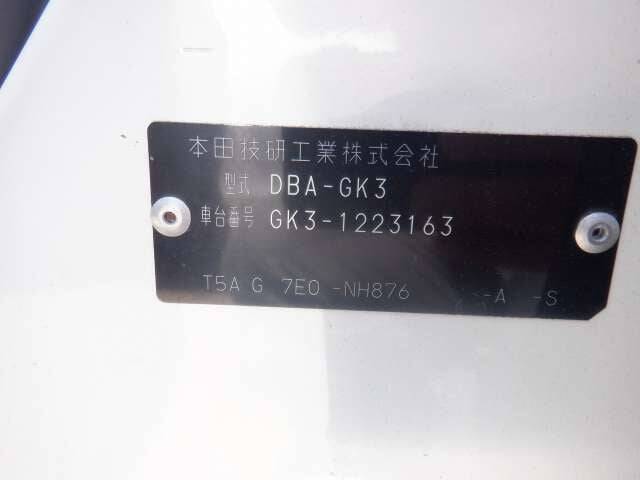 本田技研工業株式会社
型式 DBA-GK3
車台番号 GK3-1223163
T5A G 7E0 -NH876 -A -S